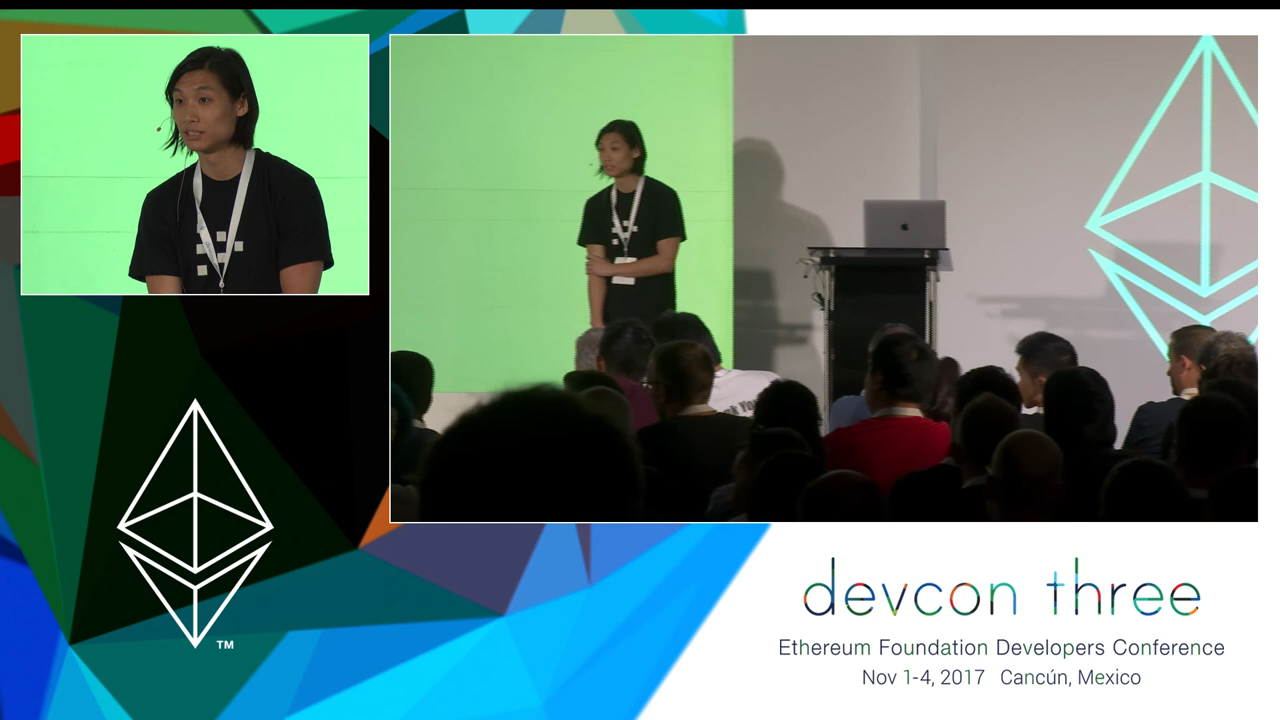 TM
devcon three
Ethereum Foundation Developers Conference
Nov 1-4, 2017 Cancún, Mexico